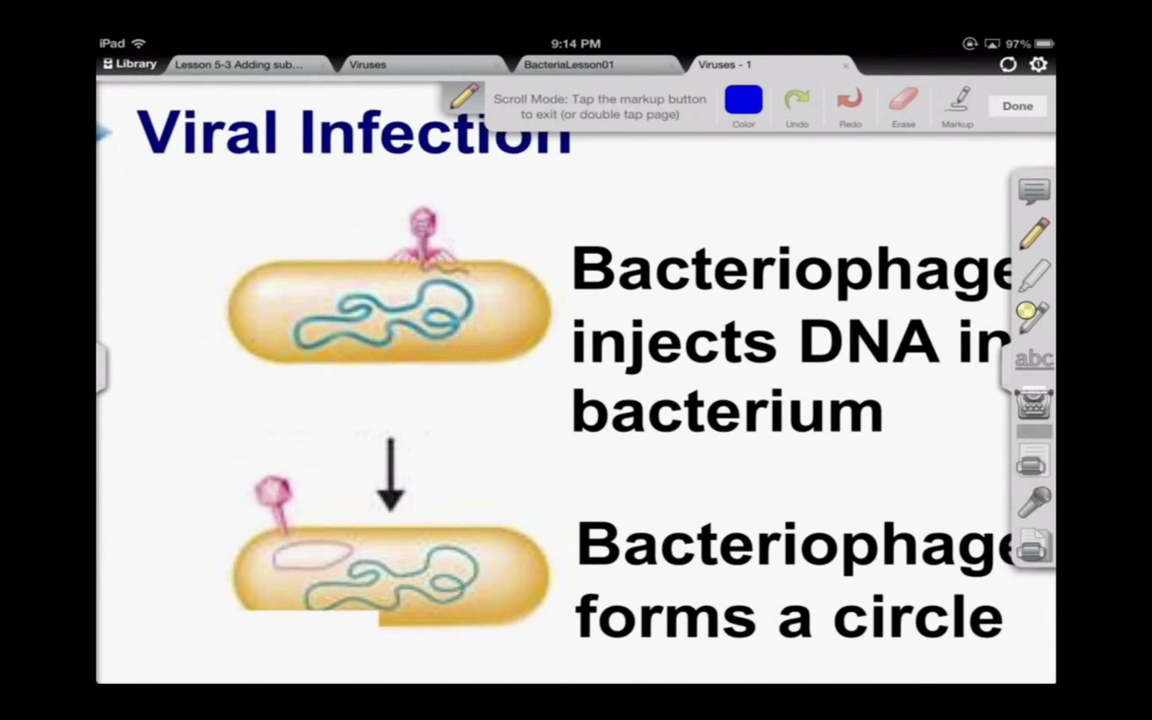 iPad 9:14 PM 97%
Library Lesson 5-3 Adding sub... Viruses BacteriaLesson01 Viruses - 1
Scroll Mode: Tap the markup button
to exit (or double tap page)
Color Undo Redo Erase Markup Done
Viral Infection
Bacteriophage
injects DNA in
bacterium
abc
Bacteriophage
forms a circle